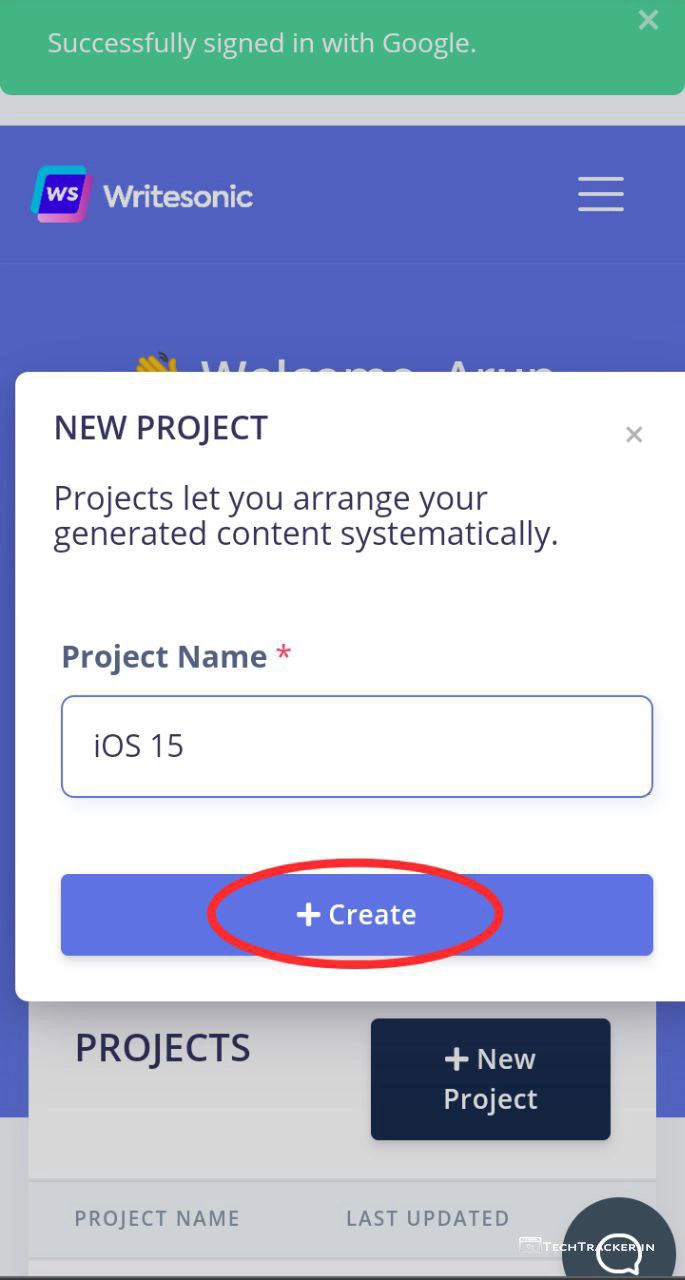 Successfully signed in with Google.
WS Writesonic
Welcome, Arun
NEW PROJECT
Projects let you arrange your
generated content systematically.
Project Name *
iOS 15
+ Create
PROJECTS
+ New
Project
PROJECT NAME
LAST UPDATED
TECHTRACKER.IN